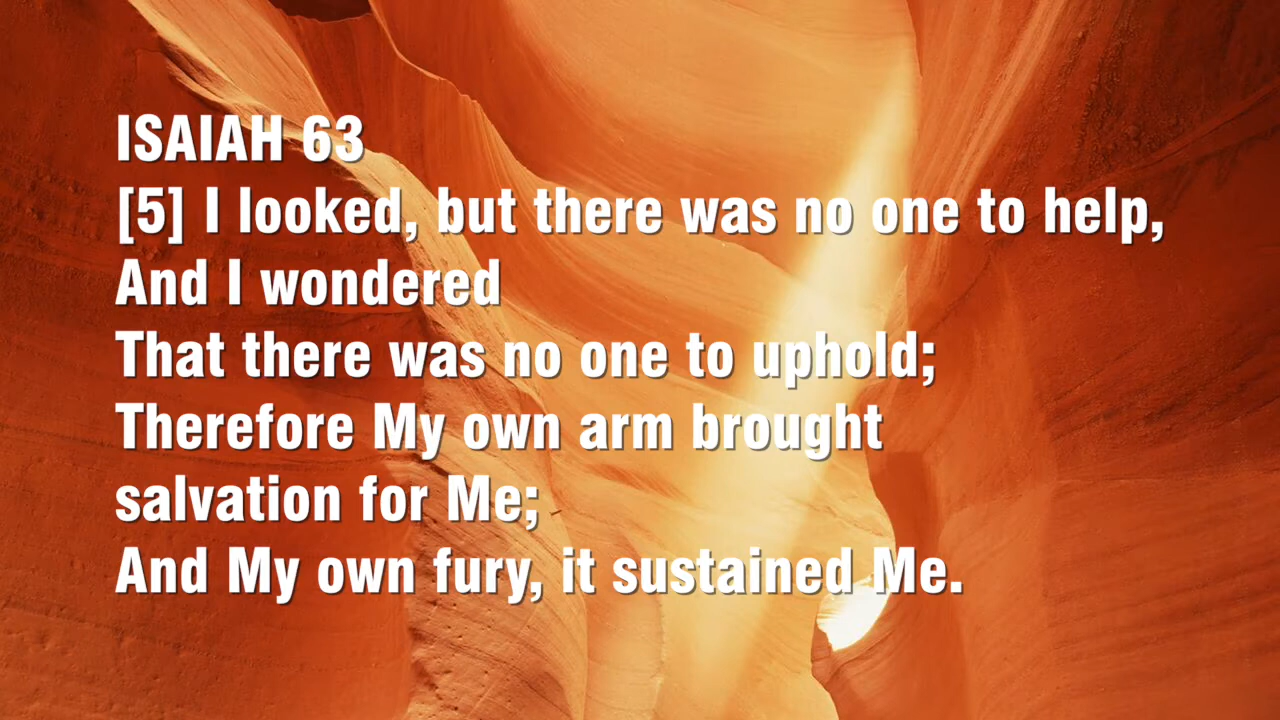 ISAIAH 63
[5] I looked, but there was no one to help,
And I wondered
That there was no one to uphold;
Therefore My own arm brought
salvation for Me;
And My own fury, it sustained Me.